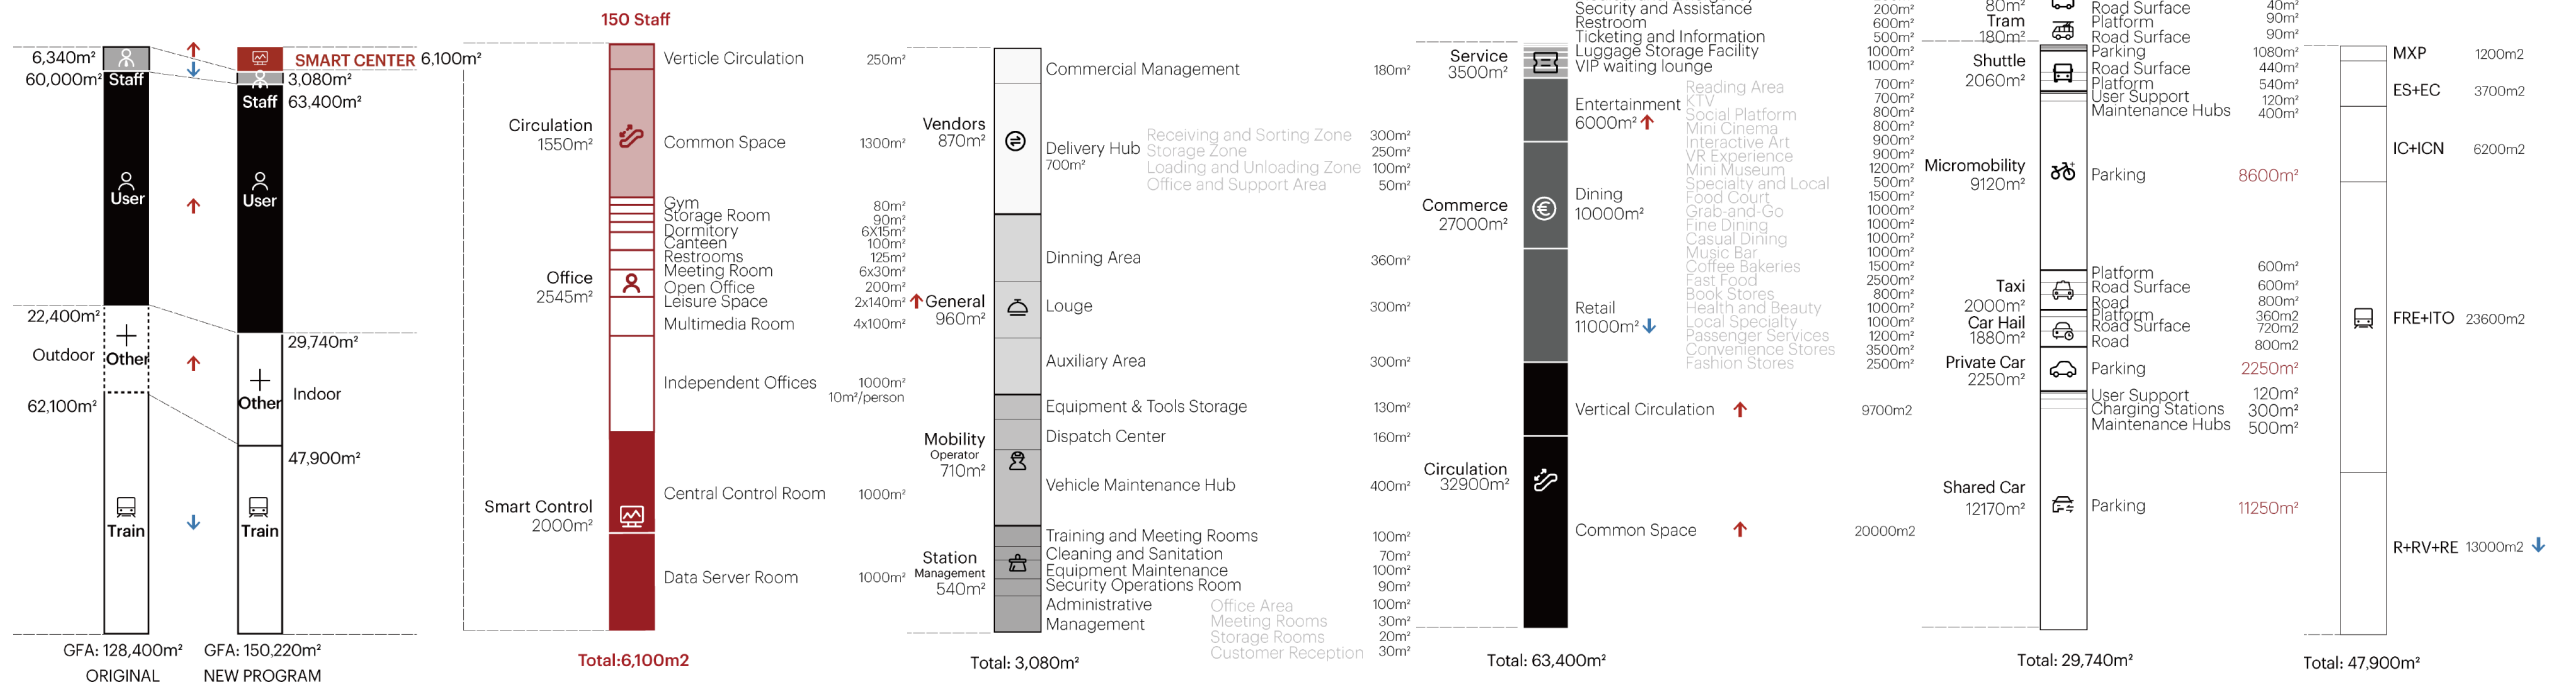 6,340m²
60,000m²
Staff
User
22,400m²
Outdoor
Other
62,100m²
Train
GFA: 128,400m²
ORIGINAL
SMART CENTER 6,100m²
3,080m²
Staff 63,400m²
User
29,740m²
Other
Indoor
47,900m²
Train
GFA: 150,220m²
NEW PROGRAM
150 Staff
Circulation
1550m²
Verticle Circulation 250m²
Common Space 1300m²
Office
2545m²
Gym 80m²
Storage Room 90m²
Dormitory 6X15m²
Canteen 100m²
Restrooms 125m²
Meeting Room 6x30m²
Open Office 200m²
Leisure Space 2x140m²
Multimedia Room 4x100m²
Independent Offices 1000m²
10m²/person
Smart Control
2000m²
Central Control Room 1000m²
Data Server Room 1000m²
Total:6,100m2
Vendors
870m²
Commercial Management 180m²
Delivery Hub
700m²
Receiving and Sorting Zone 300m²
Storage Zone 250m²
Loading and Unloading Zone 100m²
Office and Support Area 50m²
General
960m²
Dinning Area 360m²
Louge 300m²
Auxiliary Area 300m²
Mobility
Operator
710m²
Equipment & Tools Storage 130m²
Dispatch Center 160m²
Vehicle Maintenance Hub 400m²
Station
Management
540m²
Training and Meeting Rooms 100m²
Cleaning and Sanitation 70m²
Equipment Maintenance 100m²
Security Operations Room 90m²
Administrative
Management
Office Area 100m²
Meeting Rooms 30m²
Storage Rooms 20m²
Customer Reception 30m²
Total: 3,080m²
Service
3500m²
Security and Assistance 200m²
Restroom 600m²
Ticketing and Information 500m²
Luggage Storage Facility 1000m²
VIP waiting lounge 1000m²
Commerce
27000m²
Entertainment
6000m²
Reading Area 700m²
KTV 700m²
Social Platform 800m²
Mini Cinema 800m²
Interactive Art 900m²
VR Experience 900m²
Mini Museum 1200m²
Dining
10000m²
Specialty and Local 500m²
Food Court 1500m²
Grab-and-Go 1000m²
Fine Dining 1000m²
Casual Dining 1000m²
Music Bar 1000m²
Coffee Bakeries 1500m²
Fast Food 2500m²
Retail
11000m²
Book Stores 800m²
Health and Beauty 1000m²
Local Specialty 1000m²
Passenger Services 1200m²
Convenience Stores 3500m²
Fashion Stores 2500m²
Circulation
32900m²
Vertical Circulation 9700m2
Common Space 20000m2
Total: 63,400m²
80m²
Road Surface 40m²
Tram
180m²
Platform 90m²
Road Surface 90m²
Shuttle
2060m²
Parking 1080m²
Road Surface 440m²
Platform 540m²
User Support 120m²
Maintenance Hubs 400m²
Micromobility
9120m²
Parking 8600m²
Taxi
2000m²
Platform 600m²
Road Surface 600m²
Road 800m²
Car Hail
1880m²
Platform 360m2
Road Surface 720m2
Road 800m2
Private Car
2250m²
Parking 2250m²
User Support 120m²
Charging Stations 300m²
Maintenance Hubs 500m²
Shared Car
12170m²
Parking 11250m²
Total: 29,740m²
MXP 1200m2
ES+EC 3700m2
IC+ICN 6200m2
FRE+ITO 23600m2
R+RV+RE 13000m2
Total: 47,900m²